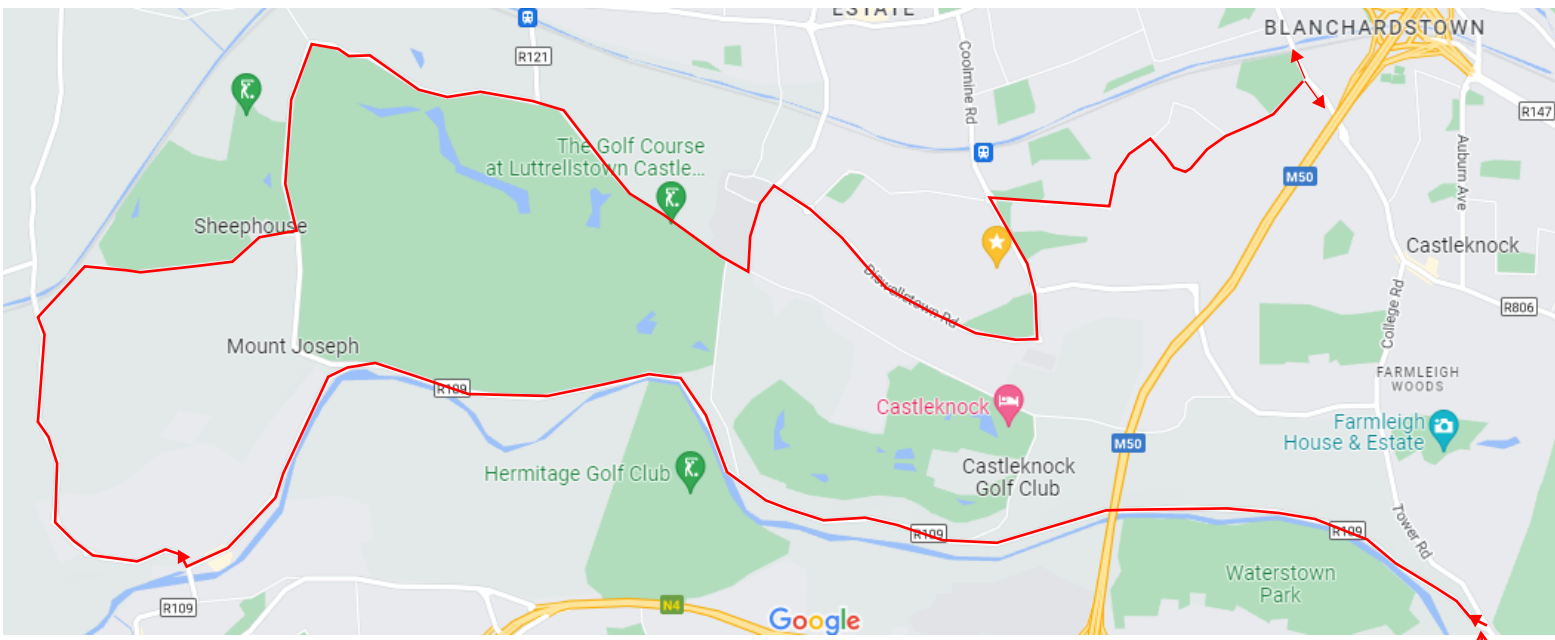 ESTATE
BLANCHARDSTOWN
R121
Coolmine Rd
R147
The Golf Course
at Luttrellstown Castle...
Auburn Ave
M50
Sheephouse
Castleknock
Diswellstown Rd
R806
College Rd
Mount Joseph
R109
FARMLEIGH
WOODS
Castleknock
Farmleigh
House & Estate
M50
Hermitage Golf Club
Castleknock
Golf Club
R109
R109
Tower Rd
Waterstown
Park
R109
N4
Google